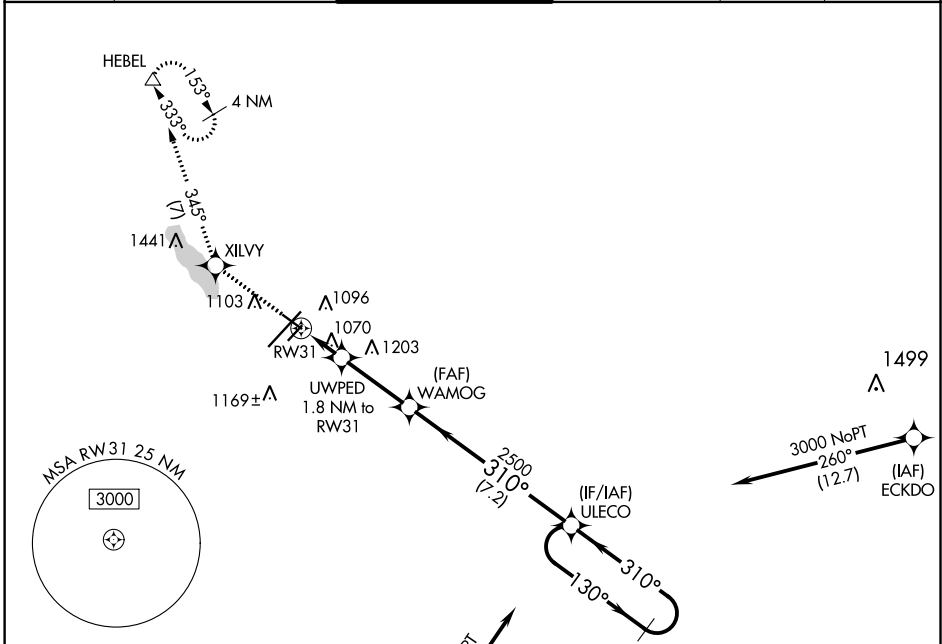 HEBEL
153°
4 NM
333°
345°
(7)
1441
XILVY
1103
1096
1070
RW31
1203
UWPED
1.8 NM to
RW31
(FAF)
WAMOG
1169±
1499
3000 NoPT
260°
(12.7)
(IAF)
ECKDO
2500
310°
(7.2)
(IF/IAF)
ULECO
MSA RW31 25 NM
3000
130°
310°